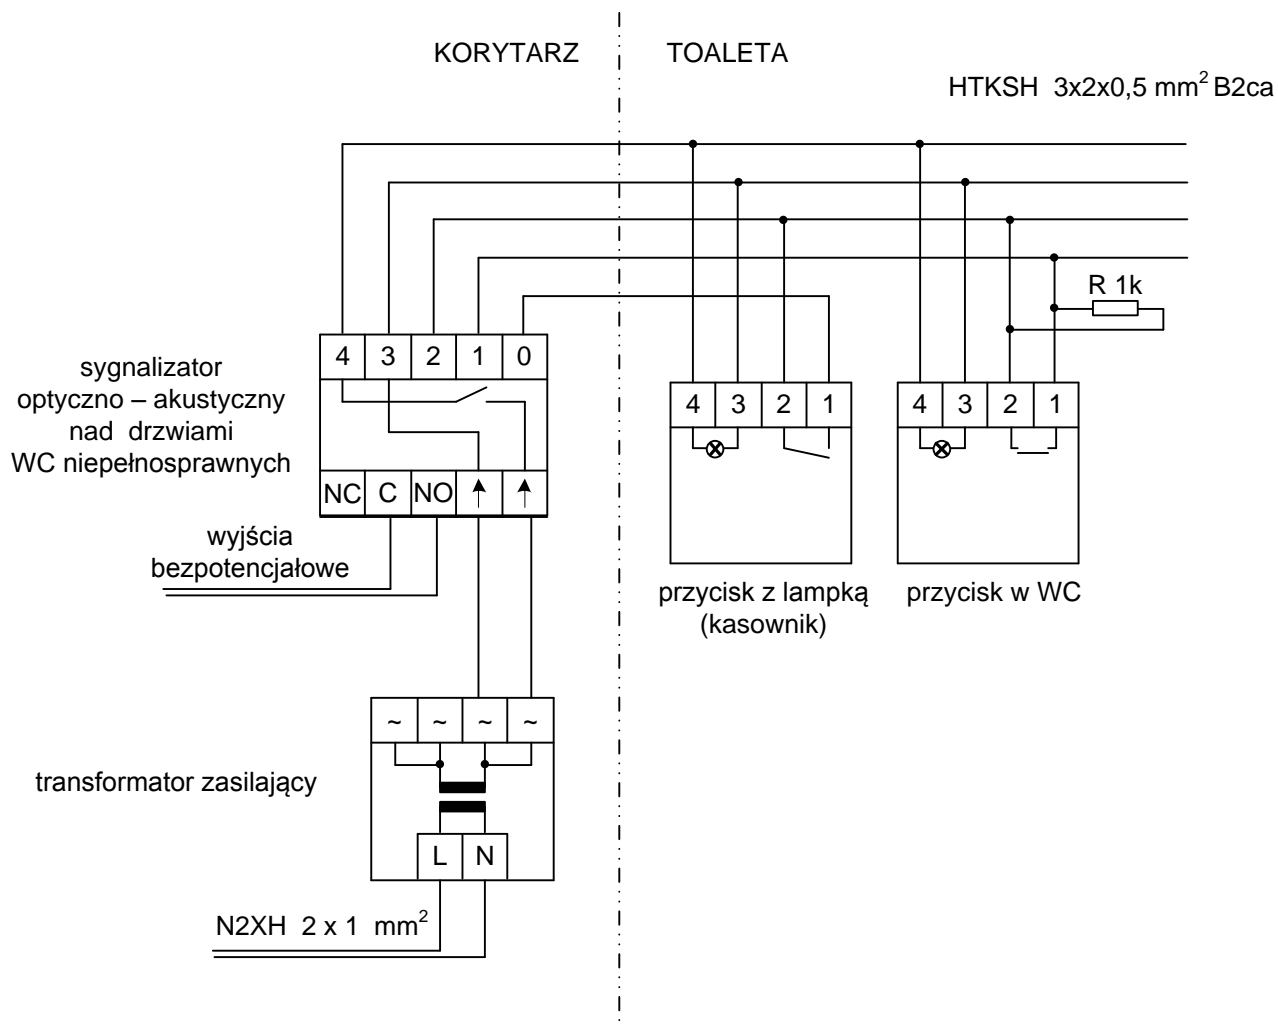 KORYTARZ
TOALETA
HTKSH 3x2x0,5 mm² B2ca
R 1k
4 3 2 1 0
sygnalizator
optyczno – akustyczny
nad drzwiami
WC niepełnosprawnych
NC C NO
wyjścia
bezpotencjałowe
4 3 2 1
przycisk z lampką
(kasownik)
4 3 2 1
przycisk w WC
~ ~ ~ ~
transformator zasilający
L N
N2XH 2 x 1 mm²